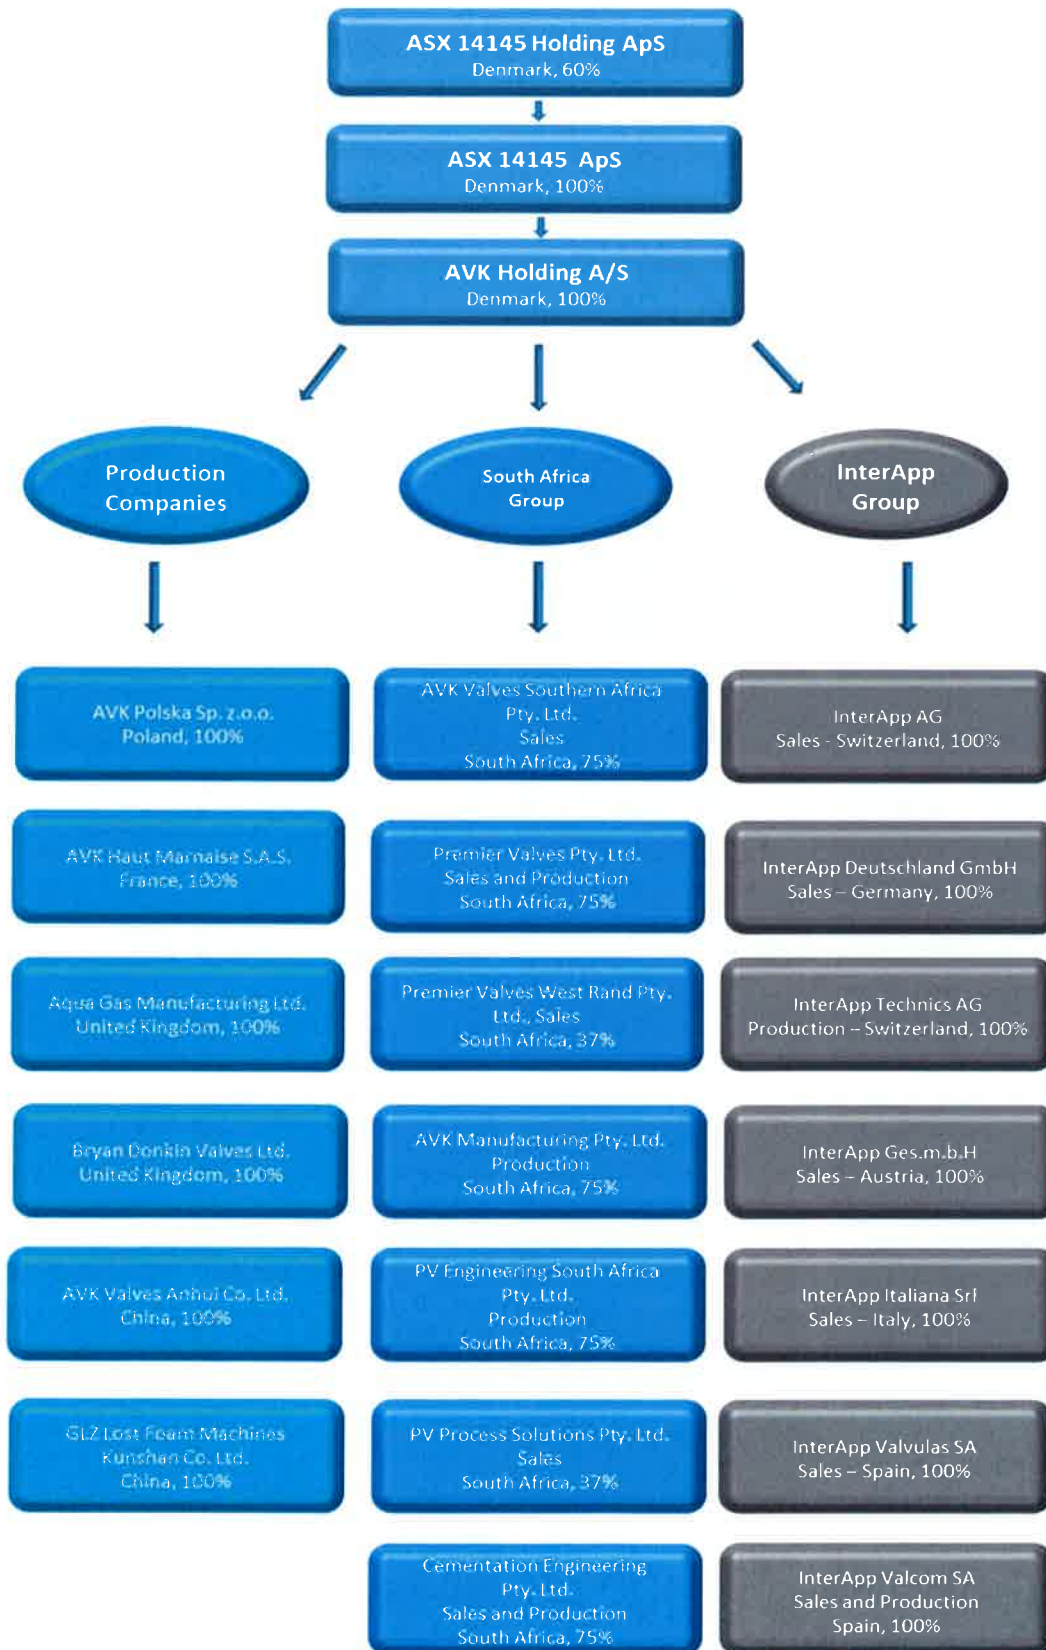 ASX 14145 Holding ApS
Denmark, 60%
ASX 14145 ApS
Denmark, 100%
AVK Holding A/S
Denmark, 100%
Production
Companies
South Africa
Group
InterApp
Group
AVK Polska Sp. z.o.o.
Poland, 100%
AVK Haut Marnaise S.A.S.
France, 100%
Aqua Gas Manufacturing Ltd.
United Kingdom, 100%
Bryan Donkin Valves Ltd.
United Kingdom, 100%
AVK Valves Anhui Co. Ltd.
China, 100%
GLZ Lost Foam Machines
Kunshan Co. Ltd.
China, 100%
AVK Valves Southern Africa
Pty. Ltd.
Sales
South Africa, 75%
Premier Valves Pty. Ltd.
Sales and Production
South Africa, 75%
Premier Valves West Rand Pty.
Ltd., Sales
South Africa, 37%
AVK Manufacturing Pty. Ltd.
Production
South Africa, 75%
PV Engineering South Africa
Pty. Ltd.
Production
South Africa, 75%
PV Process Solutions Pty. Ltd.
Sales
South Africa, 37%
Cementation Engineering
Pty. Ltd.
Sales and Production
South Africa, 75%
InterApp AG
Sales - Switzerland, 100%
InterApp Deutschland GmbH
Sales – Germany, 100%
InterApp Technics AG
Production – Switzerland, 100%
InterApp Ges.m.b.H
Sales – Austria, 100%
InterApp Italiana Srl
Sales – Italy, 100%
InterApp Valvulas SA
Sales – Spain, 100%
InterApp Valcom SA
Sales and Production
Spain, 100%